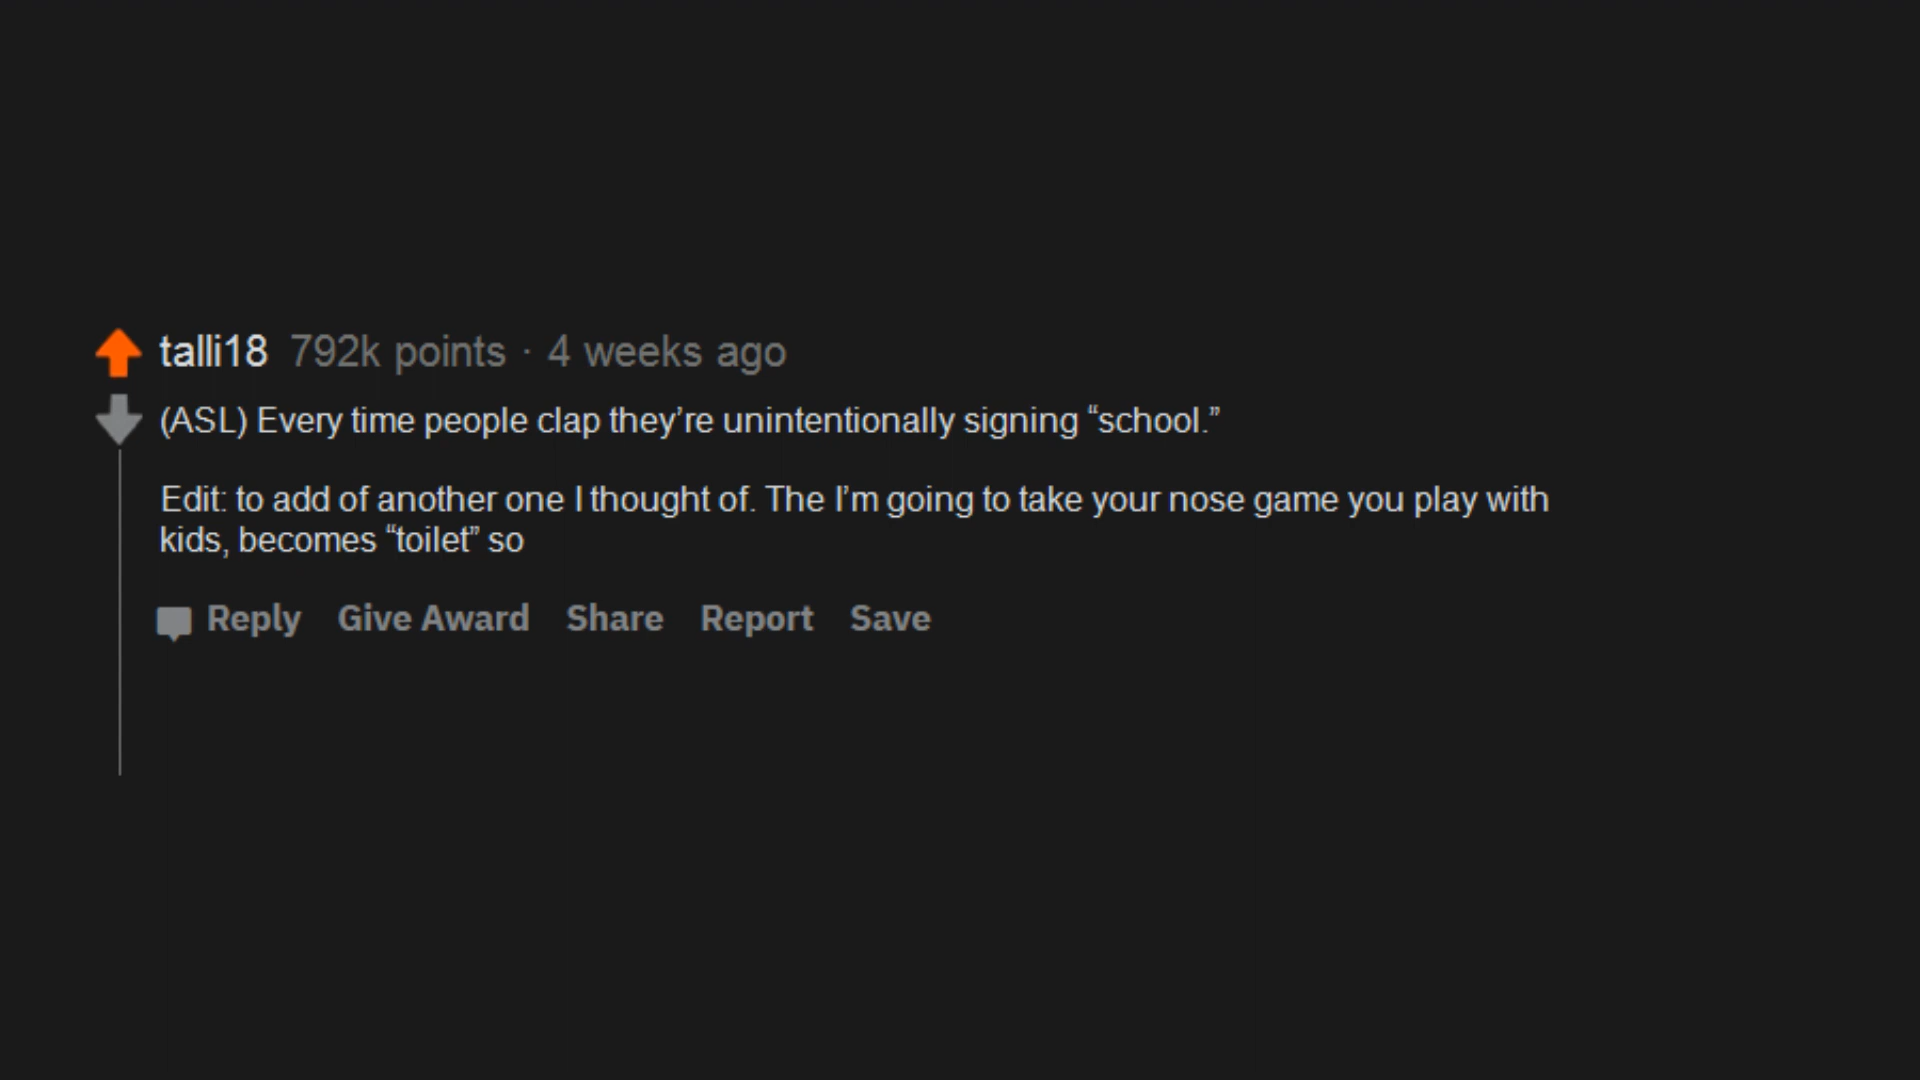 talli18 792k points · 4 weeks ago
(ASL) Every time people clap they’re unintentionally signing “school.”
Edit: to add of another one I thought of. The I’m going to take your nose game you play with
kids, becomes “toilet” so
Reply Give Award Share Report Save